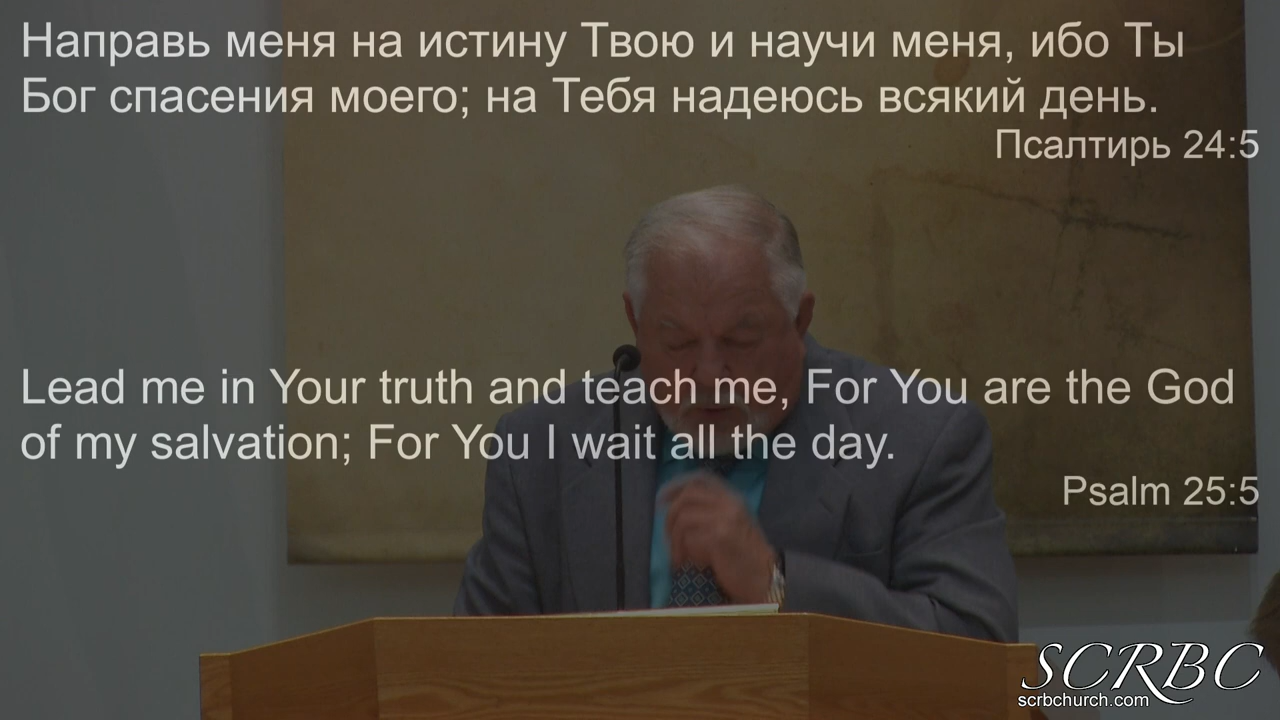 Направь меня на истину Твою и научи меня, ибо Ты
Бог спасения моего; на Тебя надеюсь всякий день.
Псалтирь 24:5
Lead me in Your truth and teach me, For You are the God
of my salvation; For You I wait all the day.
Psalm 25:5
SCRBC
scrbchurch.com